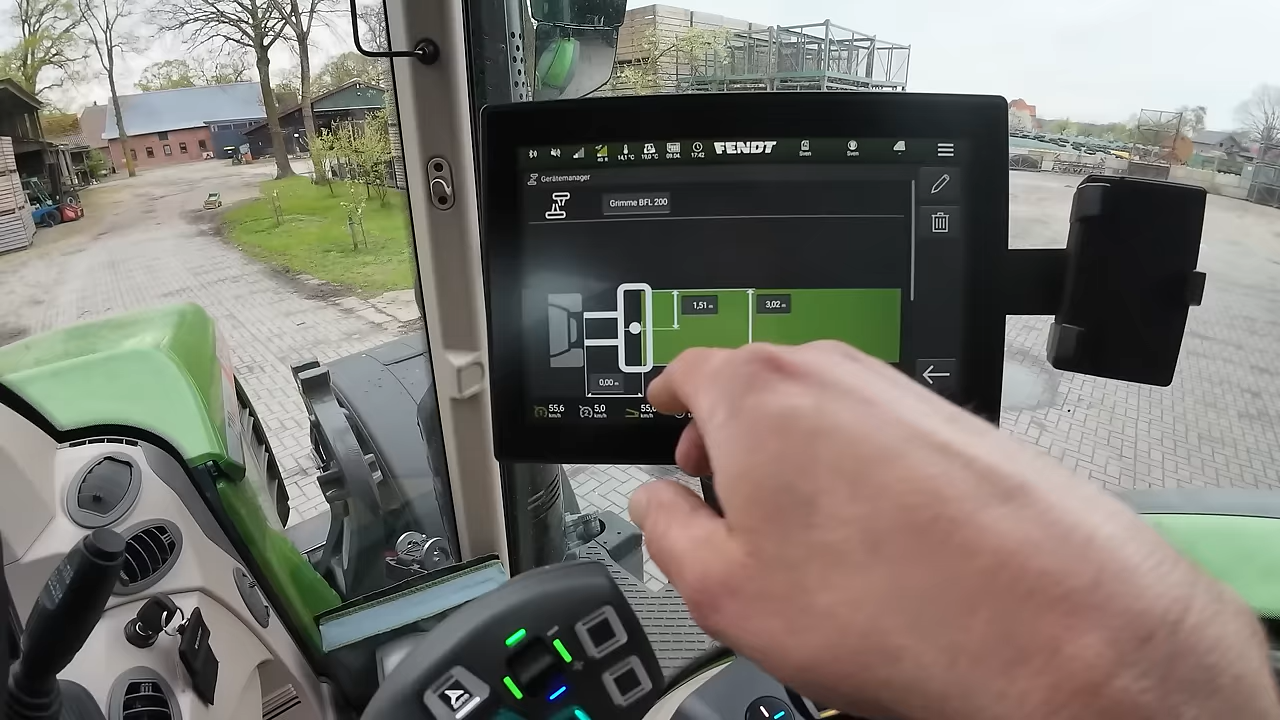 14,1°C 19,0°C 09.04. 17:42 FENDT Sven Sven
Gerätemanager
Grimme BFL 200
1,51 m 3,02 m
0,00 m
55,6 km/h 5,0 km/h